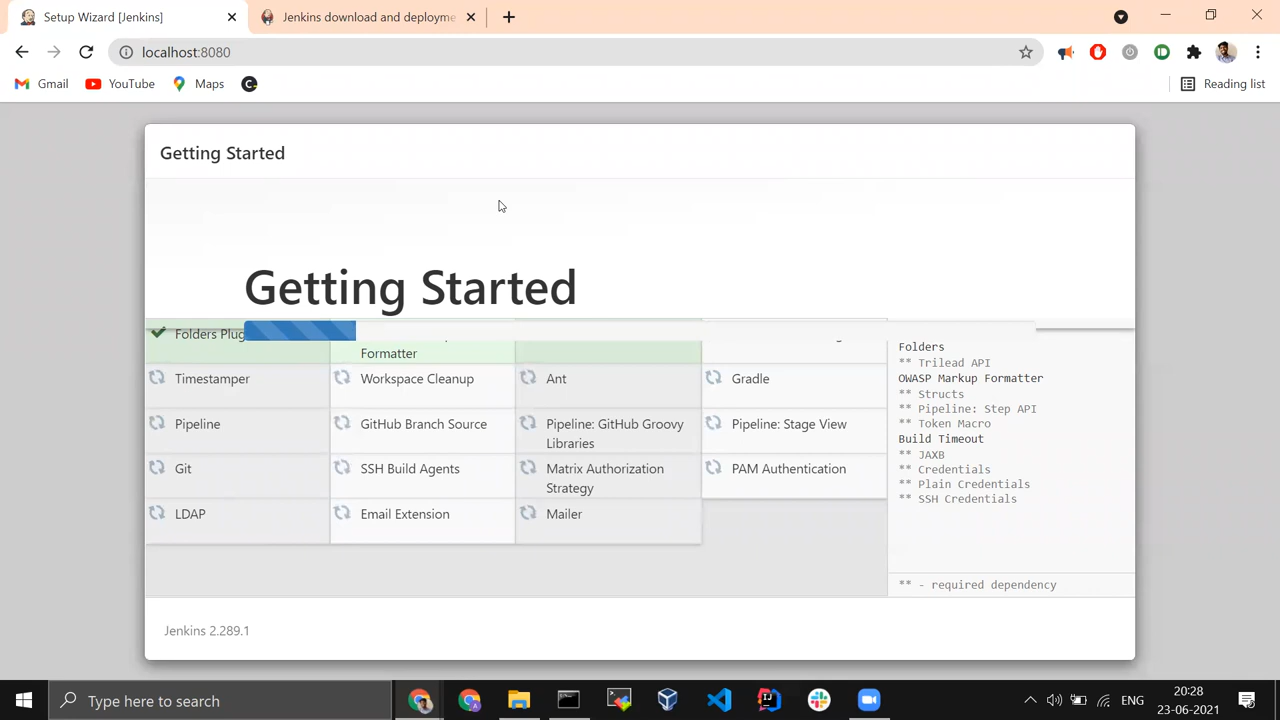 Setup Wizard [Jenkins]
Jenkins download and deployme
localhost:8080
Gmail
YouTube
Maps
Reading list
Getting Started
Getting Started
Folders Plug
Formatter
Timestamper
Workspace Cleanup
Ant
Gradle
Pipeline
GitHub Branch Source
Pipeline: GitHub Groovy
Libraries
Pipeline: Stage View
Git
SSH Build Agents
Matrix Authorization
Strategy
PAM Authentication
LDAP
Email Extension
Mailer
Folders
** Trilead API
OWASP Markup Formatter
** Structs
** Pipeline: Step API
** Token Macro
Build Timeout
** JAXB
** Credentials
** Plain Credentials
** SSH Credentials
** - required dependency
Jenkins 2.289.1
Type here to search
ENG
20:28
23-06-2021